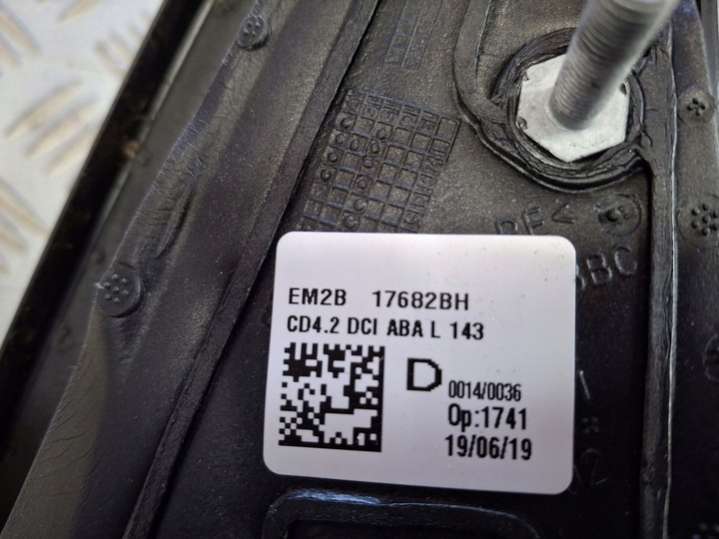 EM2B 17682BH
CD4.2 DCI ABA L 143
D
0014/0036
Op:1741
19/06/19